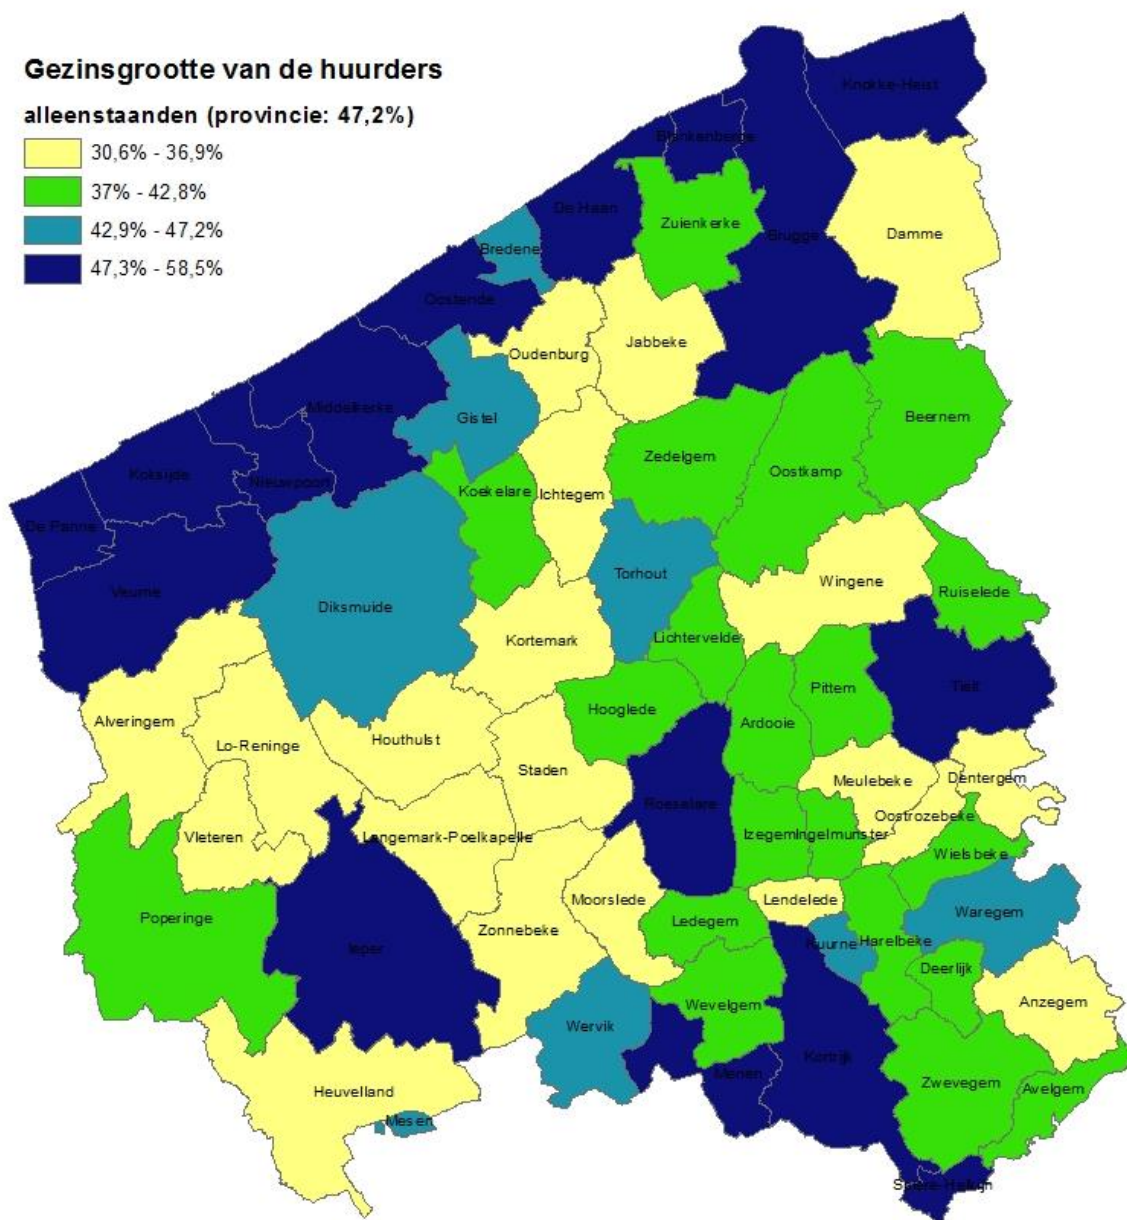 Gezinsgrootte van de huurders
alleenstaanden (provincie: 47,2%)
30,6% - 36,9%
37% - 42,8%
42,9% - 47,2%
47,3% - 58,5%
Knokke-Heist
Blankenberge
De Haan
Zuienkerke
Brugge
Damme
Bredene
Oostende
Oudenburg
Jabbeke
Middelkerke
Gistel
Beernem
Zedelgem
Oostkamp
Koksijde
Nieuwpoort
Koekelare
Ichtegem
De Panne
Veurne
Diksmuide
Torhout
Wingene
Ruiselede
Kortemark
Lichtervelde
Pittem
Tielt
Alveringem
Lo-Reninge
Houthulst
Hooglede
Ardooie
Staden
Meulebeke
Dentergem
Vleteren
Langemark-Poelkapelle
Roeselare
Izegem
Ingelmunster
Oostrozebeke
Wielsbeke
Poperinge
Ieper
Zonnebeke
Moorslede
Ledegem
Lendelede
Kuurne
Harelbeke
Waregem
Deerlijk
Anzegem
Wervik
Wevelgem
Menen
Kortrijk
Zwevegem
Avelgem
Heuvelland
Mesen
Spiere-Helkijn